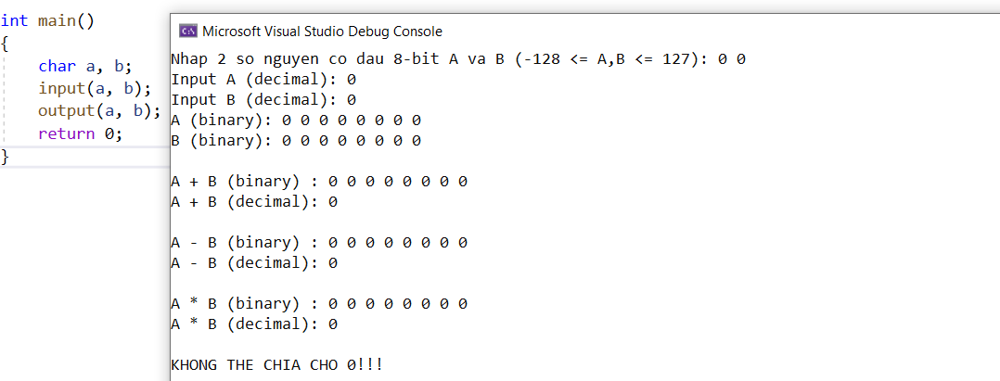 int main()
{
char a, b;
input(a, b);
output(a, b);
return 0;
}
Microsoft Visual Studio Debug Console
Nhap 2 so nguyen co dau 8-bit A va B (-128 <= A,B <= 127): 0 0
Input A (decimal): 0
Input B (decimal): 0
A (binary): 0 0 0 0 0 0 0 0
B (binary): 0 0 0 0 0 0 0 0
A + B (binary) : 0 0 0 0 0 0 0 0
A + B (decimal): 0
A - B (binary) : 0 0 0 0 0 0 0 0
A - B (decimal): 0
A * B (binary) : 0 0 0 0 0 0 0 0
A * B (decimal): 0
KHONG THE CHIA CHO 0!!!